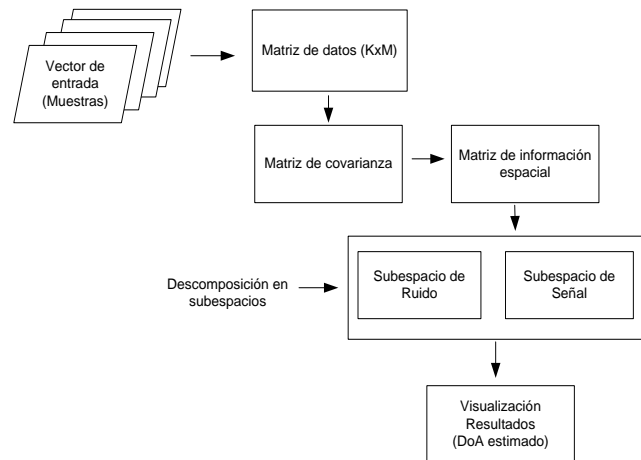 Vector de
entrada
(Muestras)
Matriz de datos (KxM)
Matriz de covarianza
Matriz de información
espacial
Descomposición en
subespacios
Subespacio de
Ruido
Subespacio de
Señal
Visualización
Resultados
(DoA estimado)